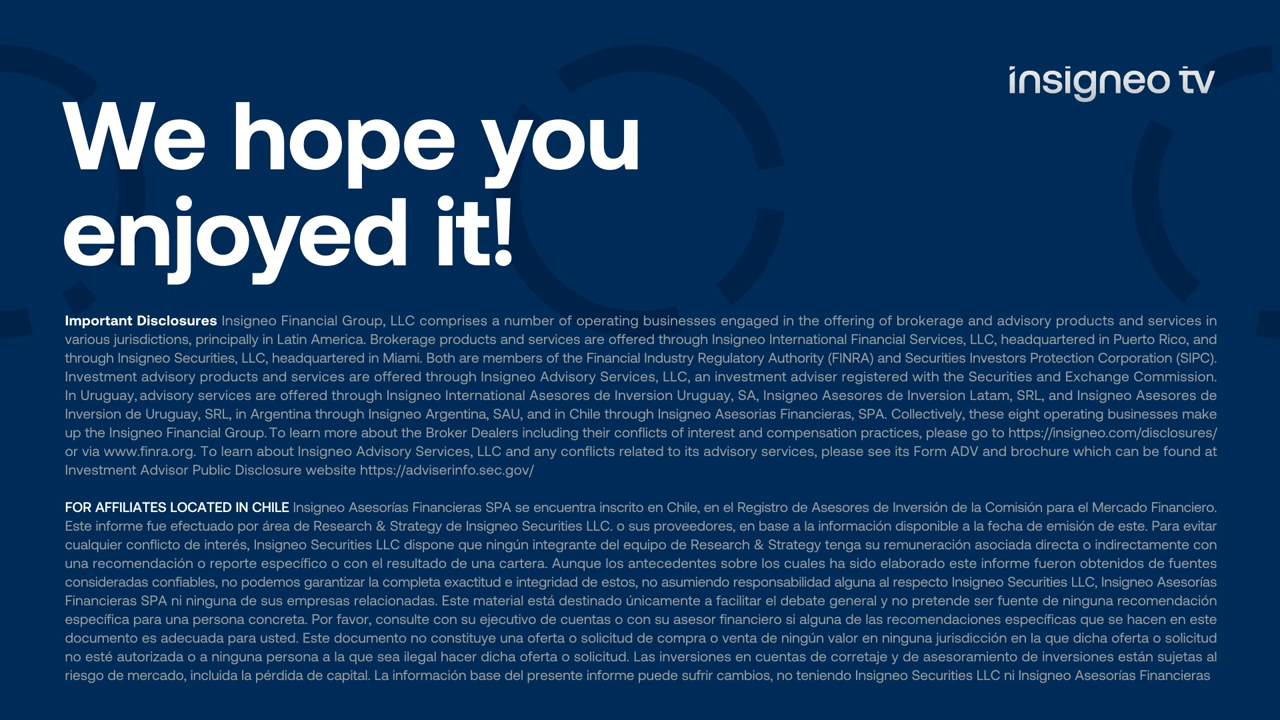 insigneo tv
We hope you
enjoyed it!
Important Disclosures Insigneo Financial Group, LLC comprises a number of operating businesses engaged in the offering of brokerage and advisory products and services in
various jurisdictions, principally in Latin America. Brokerage products and services are offered through Insigneo International Financial Services, LLC, headquartered in Puerto Rico, and
through Insigneo Securities, LLC, headquartered in Miami. Both are members of the Financial Industry Regulatory Authority (FINRA) and Securities Investors Protection Corporation (SIPC).
Investment advisory products and services are offered through Insigneo Advisory Services, LLC, an investment adviser registered with the Securities and Exchange Commission.
In Uruguay, advisory services are offered through Insigneo International Asesores de Inversion Uruguay, SA, Insigneo Asesores de Inversion Latam, SRL, and Insigneo Asesores de
Inversion de Uruguay, SRL, in Argentina through Insigneo Argentina, SAU, and in Chile through Insigneo Asesorias Financieras, SPA. Collectively, these eight operating businesses make
up the Insigneo Financial Group. To learn more about the Broker Dealers including their conflicts of interest and compensation practices, please go to https://insigneo.com/disclosures/
or via www.finra.org. To learn about Insigneo Advisory Services, LLC and any conflicts related to its advisory services, please see its Form ADV and brochure which can be found at
Investment Advisor Public Disclosure website https://adviserinfo.sec.gov/
FOR AFFILIATES LOCATED IN CHILE Insigneo Asesorías Financieras SPA se encuentra inscrito en Chile, en el Registro de Asesores de Inversión de la Comisión para el Mercado Financiero.
Este informe fue efectuado por área de Research & Strategy de Insigneo Securities LLC. o sus proveedores, en base a la información disponible a la fecha de emisión de este. Para evitar
cualquier conflicto de interés, Insigneo Securities LLC dispone que ningún integrante del equipo de Research & Strategy tenga su remuneración asociada directa o indirectamente con
una recomendación o reporte específico o con el resultado de una cartera. Aunque los antecedentes sobre los cuales ha sido elaborado este informe fueron obtenidos de fuentes
consideradas confiables, no podemos garantizar la completa exactitud e integridad de estos, no asumiendo responsabilidad alguna al respecto Insigneo Securities LLC, Insigneo Asesorías
Financieras SPA ni ninguna de sus empresas relacionadas. Este material está destinado únicamente a facilitar el debate general y no pretende ser fuente de ninguna recomendación
específica para una persona concreta. Por favor, consulte con su ejecutivo de cuentas o con su asesor financiero si alguna de las recomendaciones específicas que se hacen en este
documento es adecuada para usted. Este documento no constituye una oferta o solicitud de compra o venta de ningún valor en ninguna jurisdicción en la que dicha oferta o solicitud
no esté autorizada o a ninguna persona a la que sea ilegal hacer dicha oferta o solicitud. Las inversiones en cuentas de corretaje y de asesoramiento de inversiones están sujetas al
riesgo de mercado, incluida la pérdida de capital. La información base del presente informe puede sufrir cambios, no teniendo Insigneo Securities LLC ni Insigneo Asesorías Financieras